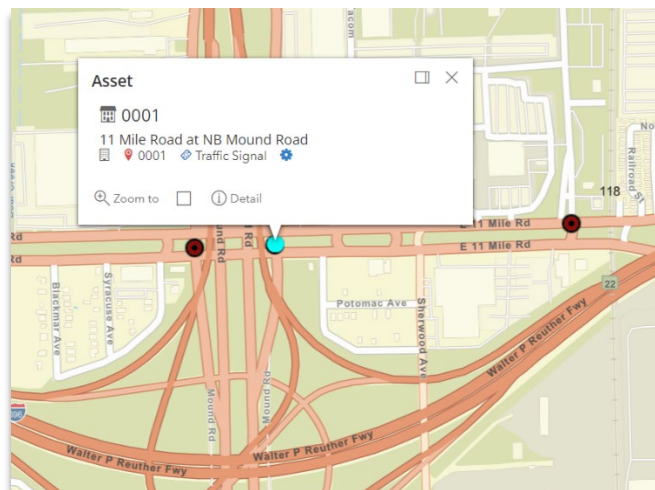 acom
Asset
0001
11 Mile Road at NB Mound Road
0001 Traffic Signal
Zoom to
Detail
No
Railroad St
118
E 11 Mile Rd
Rd
E 11 Mile Rd
Rd
22
Blackmar Ave
Syracuse Ave
Potomac Ave
Sherwood Ave
Walter P Reuther Fwy
Mound Rd
Mound Rd
Walter P Reuther Fwy
Walter P Reuther Fwy